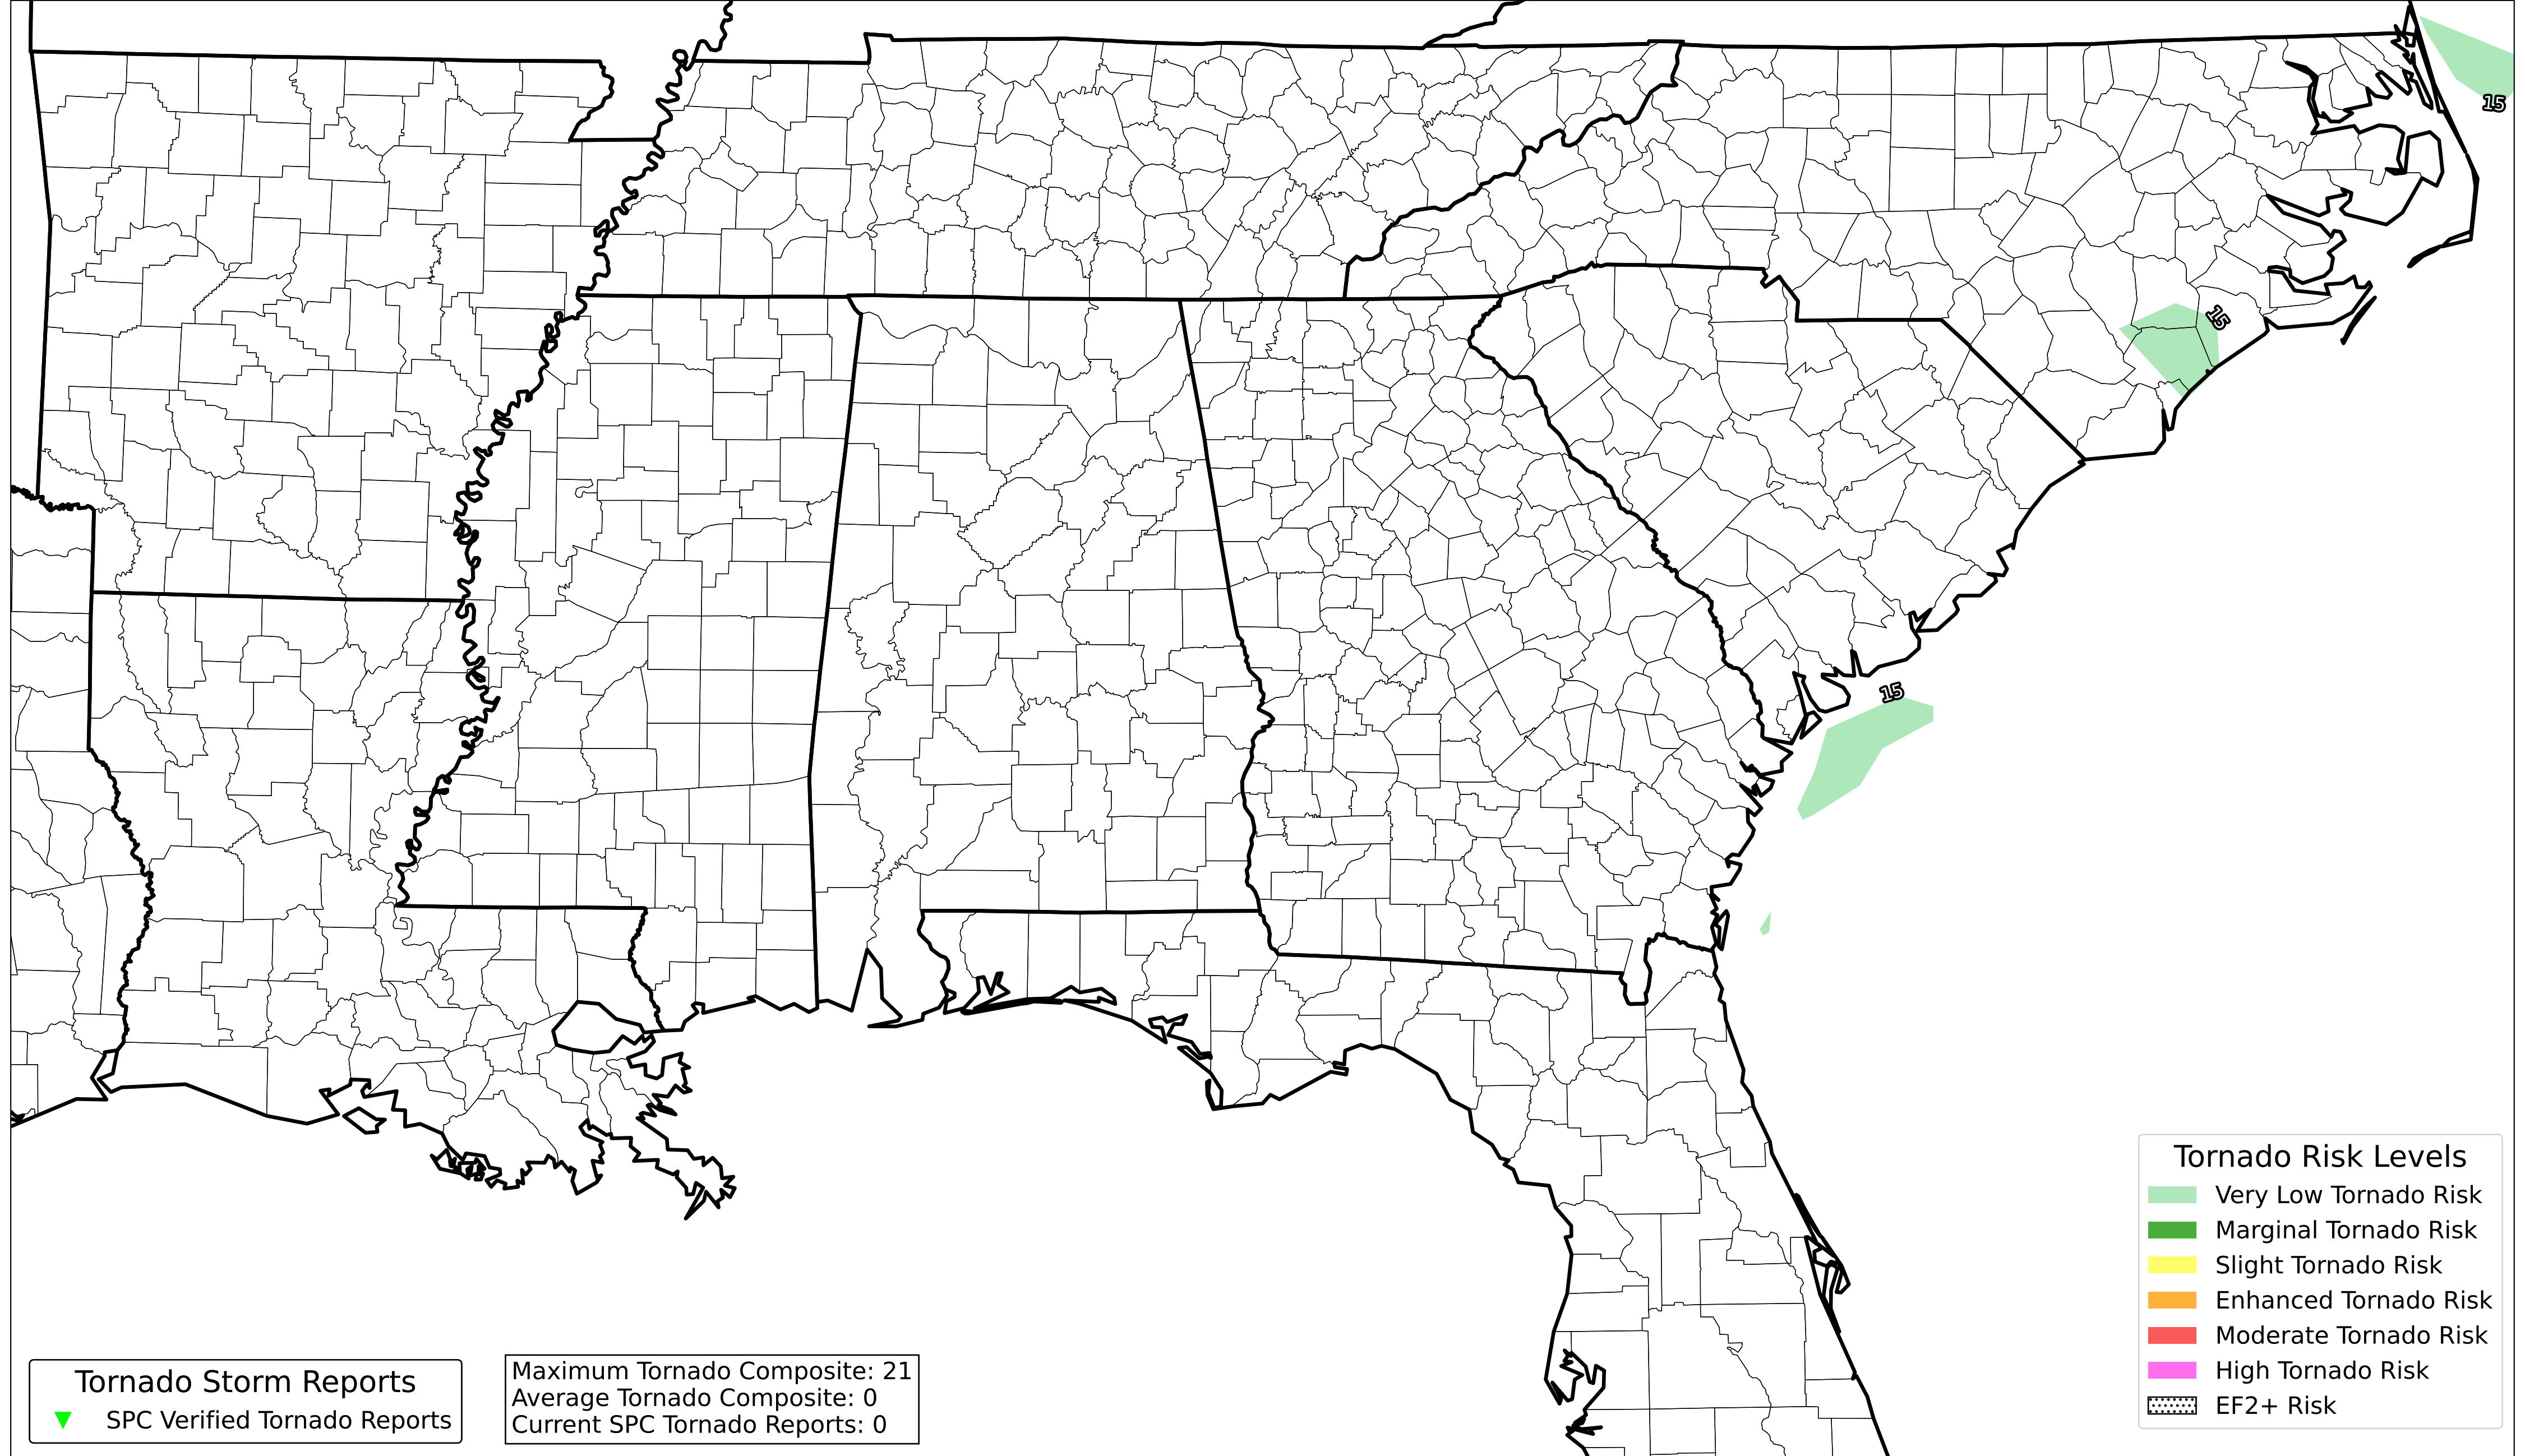 15
15
15
Tornado Risk Levels
Very Low Tornado Risk
Marginal Tornado Risk
Slight Tornado Risk
Enhanced Tornado Risk
Moderate Tornado Risk
High Tornado Risk
EF2+ Risk
Tornado Storm Reports
SPC Verified Tornado Reports
Maximum Tornado Composite: 21
Average Tornado Composite: 0
Current SPC Tornado Reports: 0